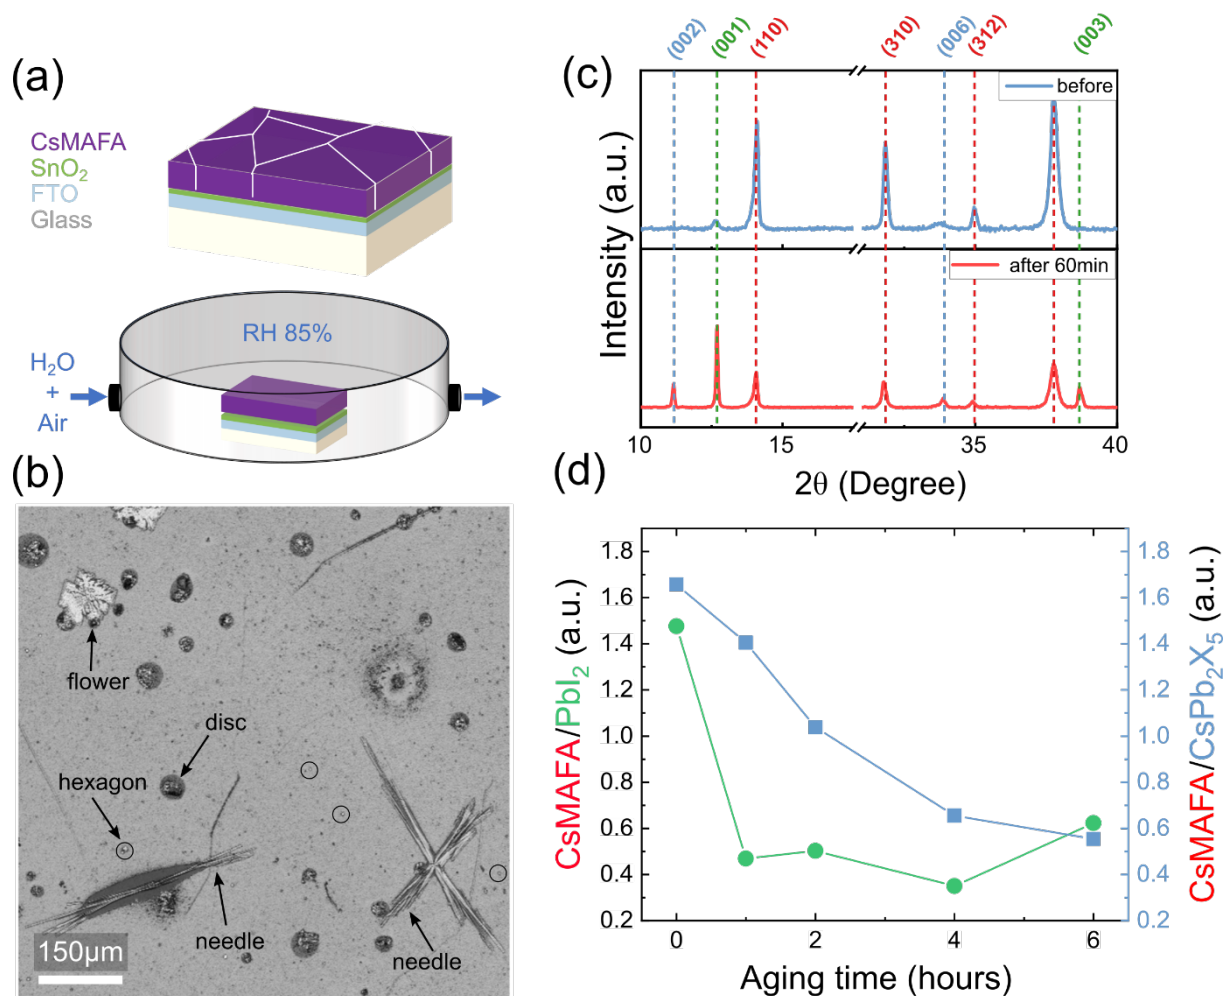 (a)
CsMAFA
SnO₂
FTO
Glass
RH 85%
H₂O
+
Air
(b)
flower
disc
hexagon
needle
needle
150μm
(c)
(002)
(001)
(110)
(310)
(006)
(312)
(003)
before
after 60min
Intensity (a.u.)
10
15
35
40
2θ (Degree)
(d)
1.8
1.6
1.4
1.2
1.0
0.8
0.6
0.4
0.2
CsMAFA/PbI₂ (a.u.)
0
2
4
6
Aging time (hours)
1.8
1.6
1.4
1.2
1.0
0.8
0.6
0.4
0.2
CsMAFA/CsPb₂X₅ (a.u.)